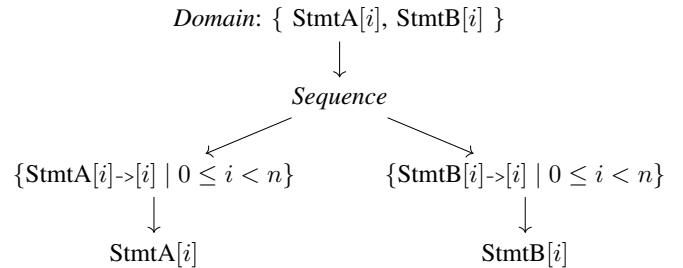 Domain: { StmtA[i], StmtB[i] }
Sequence
{StmtA[i]->[i] | 0 ≤ i < n} {StmtB[i]->[i] | 0 ≤ i < n}
StmtA[i] StmtB[i]